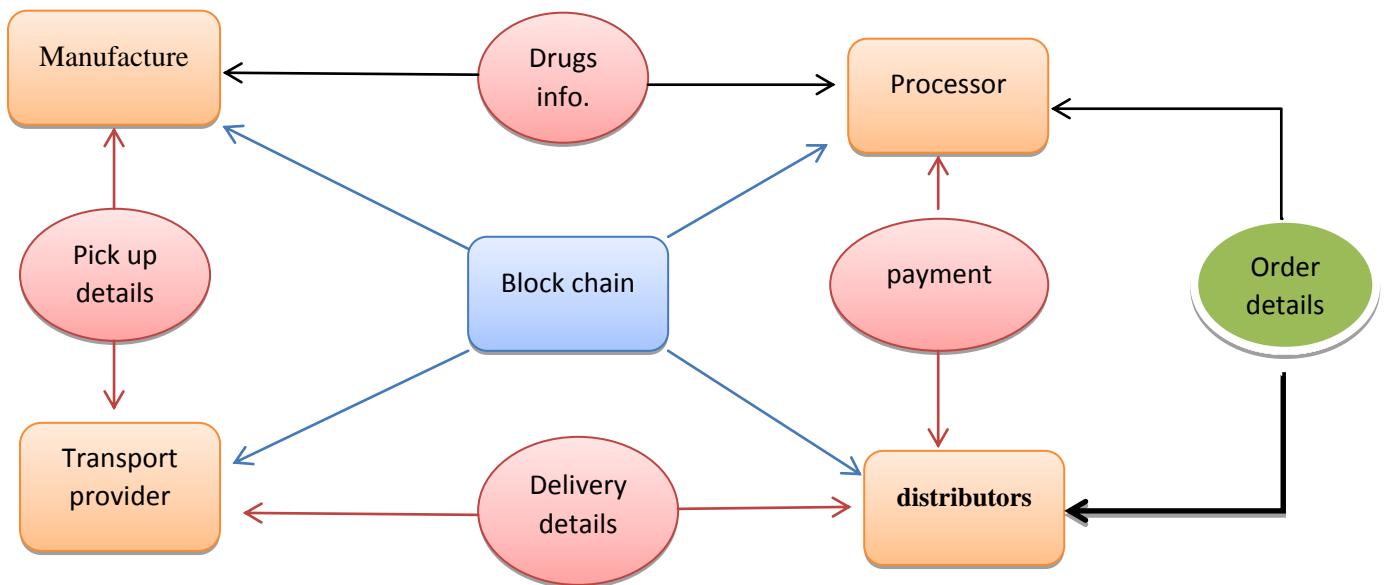 Manufacture
Drugs
info.
Processor
Pick up
details
Block chain
payment
Order
details
Transport
provider
Delivery
details
distributors